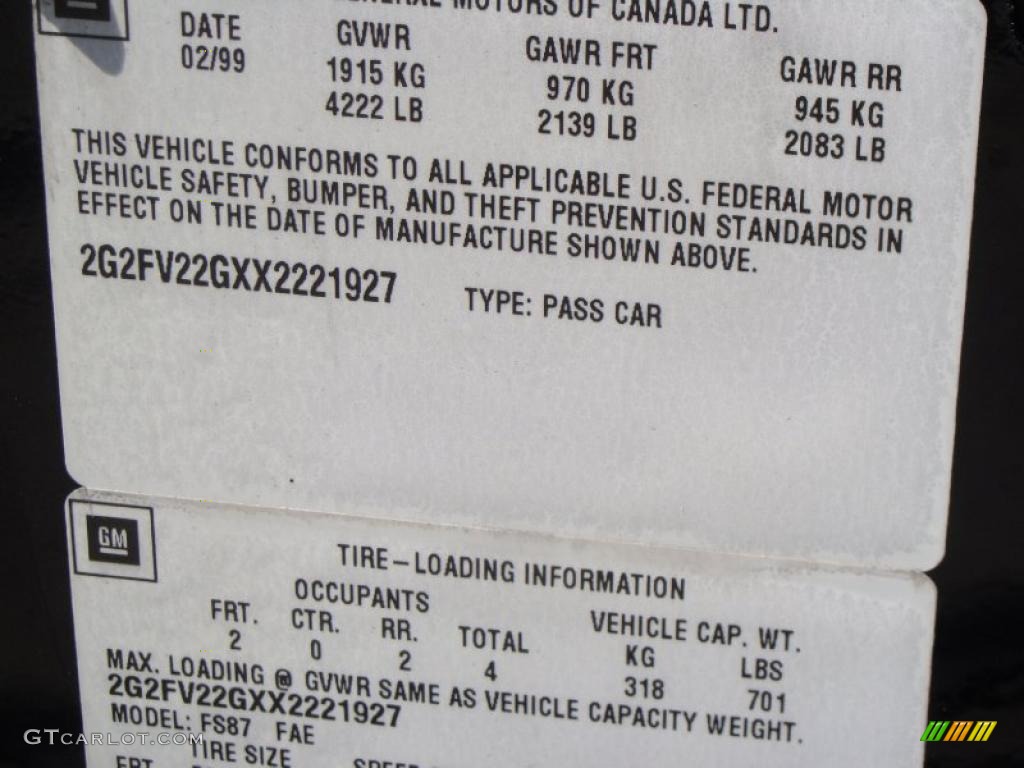 GENERAL MOTORS OF CANADA LTD.
DATE GVWR GAWR FRT GAWR RR
02/99 1915 KG 970 KG 945 KG
4222 LB 2139 LB 2083 LB
THIS VEHICLE CONFORMS TO ALL APPLICABLE U.S. FEDERAL MOTOR
VEHICLE SAFETY, BUMPER, AND THEFT PREVENTION STANDARDS IN
EFFECT ON THE DATE OF MANUFACTURE SHOWN ABOVE.
2G2FV22GXX2221927 TYPE: PASS CAR
GM
TIRE-LOADING INFORMATION
OCCUPANTS VEHICLE CAP. WT.
FRT. CTR. RR. TOTAL KG LBS
2 0 2 4 318 701
MAX. LOADING @ GVWR SAME AS VEHICLE CAPACITY WEIGHT.
2G2FV22GXX2221927
MODEL: FS87 FAE
TIRE SIZE
FRT
GTCARLOT.COM